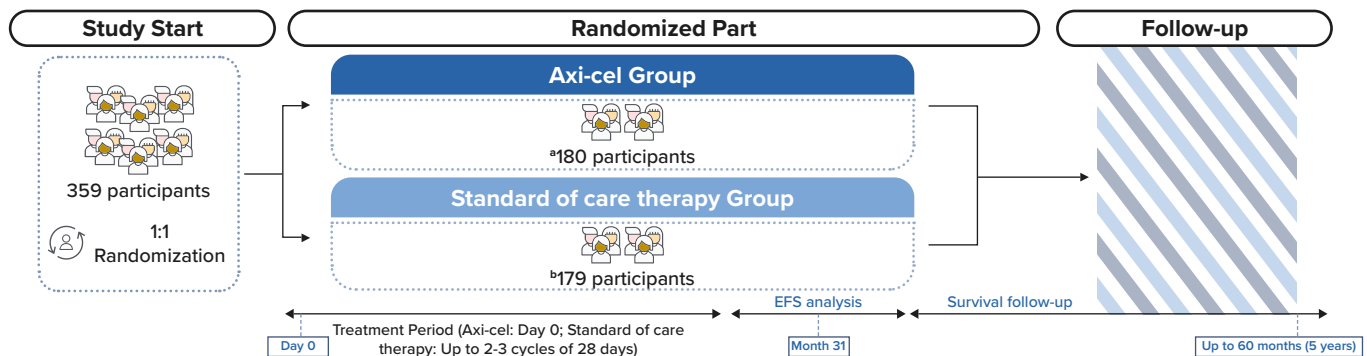 Study Start
Randomized Part
Follow-up
359 participants
1:1
Randomization
Axi-cel Group
ᵃ180 participants
Standard of care therapy Group
ᵇ179 participants
EFS analysis
Survival follow-up
Treatment Period (Axi-cel: Day 0; Standard of care
therapy: Up to 2-3 cycles of 28 days)
Day 0
Month 31
Up to 60 months (5 years)